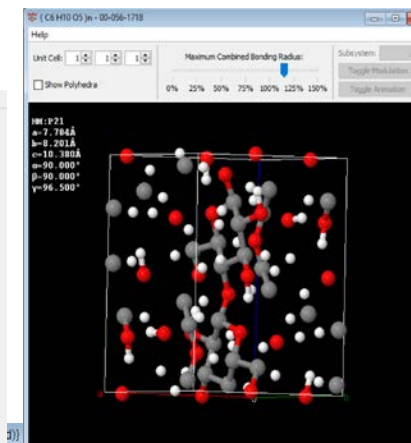 ( C6 H10 O5 )n - 00-056-1718
Help
Unit Cell: 1 1 1
Maximum Combined Bonding Radius:
Subsystem:
Show Polyhedra
0% 25% 50% 75% 100% 125% 150%
Toggle Modulation
Toggle Animation
HM:P21
a=7.784Å
b=8.201Å
c=10.380Å
α=90.000°
β=90.000°
γ=96.500°
d)}